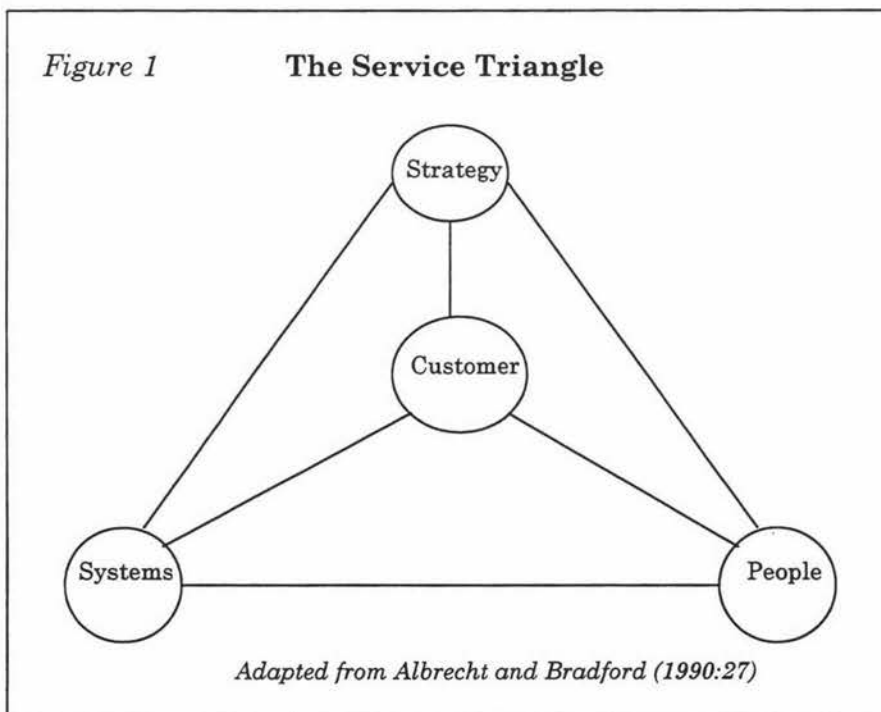 Figure 1 The Service Triangle
Strategy
Customer
Systems
People
Adapted from Albrecht and Bradford (1990:27)